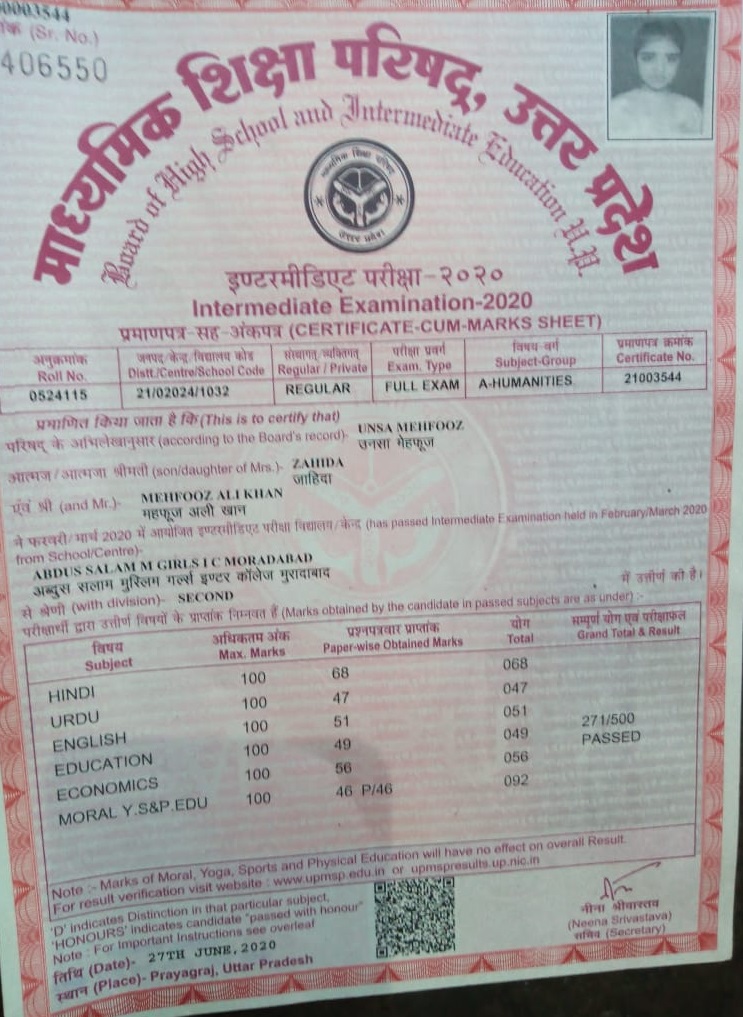 0003544
क्रमांक (Sr. No.)
406550
माध्यमिक शिक्षा परिषद्, उत्तर प्रदेश
Board of High School and Intermediate Education U.P.
माध्यमिक शिक्षा परिषद्
उत्तर प्रदेश
इण्टरमीडिएट परीक्षा-२०२०
Intermediate Examination-2020
प्रमाणपत्र-सह-अंकपत्र (CERTIFICATE-CUM-MARKS SHEET)
अनुक्रमांक जनपद/केन्द्र/विद्यालय कोड संस्थागत/व्यक्तिगत परीक्षा प्रवर्ग विषय-वर्ग प्रमाणपत्र क्रमांक
Roll No. Distt./Centre/School Code Regular / Private Exam. Type Subject-Group Certificate No.
0524115 21/02024/1032 REGULAR FULL EXAM A-HUMANITIES 21003544
प्रमाणित किया जाता है कि(This is to certify that)
परिषद् के अभिलेखानुसार (according to the Board's record)- UNSA MEHFOOZ
उनसा मेहफूज
आत्मज/आत्मजा श्रीमती (son/daughter of Mrs.)- ZAHIDA
जाहिदा
एवं श्री (and Mr.)- MEHFOOZ ALI KHAN
महफूज अली खान
ने फरवरी/मार्च 2020 में आयोजित इण्टरमीडिएट परीक्षा विद्यालय/केन्द्र (has passed Intermediate Examination held in February/March 2020
from School/Centre)-
ABDUS SALAM M GIRLS I C MORADABAD
अब्दुस सलाम मुस्लिम गर्ल्स इण्टर कॉलेज मुरादाबाद में उत्तीर्ण की है।
से श्रेणी (with division)- SECOND
परीक्षार्थी द्वारा उत्तीर्ण विषयों के प्राप्तांक निम्नवत हैं (Marks obtained by the candidate in passed subjects are as under) :-
विषय अधिकतम अंक प्रश्नपत्रवार प्राप्तांक योग सम्पूर्ण योग एवं परीक्षाफल
Subject Max. Marks Paper-wise Obtained Marks Total Grand Total & Result
HINDI 100 68 068
URDU 100 47 047
ENGLISH 100 51 051 271/500
EDUCATION 100 49 049 PASSED
ECONOMICS 100 56 056
MORAL Y.S&P.EDU 100 46 P/46 092
Note :- Marks of Moral, Yoga, Sports and Physical Education will have no effect on overall Result.
For result verification visit website : www.upmsp.edu.in or upmspresults.up.nic.in
'D' Indicates Distinction in that particular subject,
'HONOURS' Indicates candidate "passed with honour"
Note : For Important Instructions see overleaf
तिथि (Date)- 27TH JUNE, 2020
स्थान (Place)- Prayagraj, Uttar Pradesh
नीना श्रीवास्तव
(Neena Srivastava)
सचिव (Secretary)